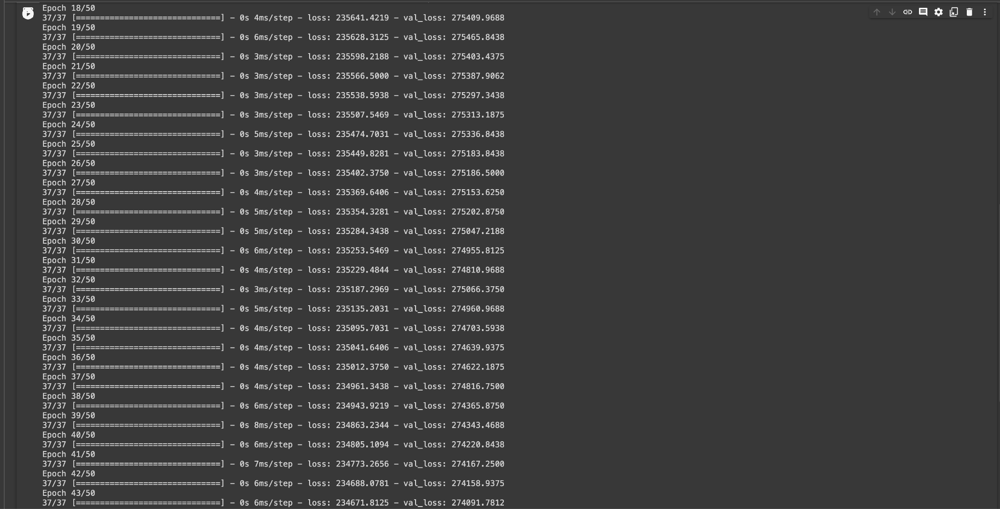 Epoch 18/50
37/37 [==============================] - 0s 4ms/step - loss: 235641.4219 - val_loss: 275409.9688
Epoch 19/50
37/37 [==============================] - 0s 6ms/step - loss: 235628.3125 - val_loss: 275465.8438
Epoch 20/50
37/37 [==============================] - 0s 3ms/step - loss: 235598.2188 - val_loss: 275403.4375
Epoch 21/50
37/37 [==============================] - 0s 3ms/step - loss: 235566.5000 - val_loss: 275387.9062
Epoch 22/50
37/37 [==============================] - 0s 3ms/step - loss: 235538.5938 - val_loss: 275297.3438
Epoch 23/50
37/37 [==============================] - 0s 3ms/step - loss: 235507.5469 - val_loss: 275313.1875
Epoch 24/50
37/37 [==============================] - 0s 5ms/step - loss: 235474.7031 - val_loss: 275336.8438
Epoch 25/50
37/37 [==============================] - 0s 3ms/step - loss: 235449.8281 - val_loss: 275183.8438
Epoch 26/50
37/37 [==============================] - 0s 3ms/step - loss: 235402.3750 - val_loss: 275186.5000
Epoch 27/50
37/37 [==============================] - 0s 4ms/step - loss: 235369.6406 - val_loss: 275153.6250
Epoch 28/50
37/37 [==============================] - 0s 5ms/step - loss: 235354.3281 - val_loss: 275202.8750
Epoch 29/50
37/37 [==============================] - 0s 5ms/step - loss: 235284.3438 - val_loss: 275047.2188
Epoch 30/50
37/37 [==============================] - 0s 6ms/step - loss: 235253.5469 - val_loss: 274955.8125
Epoch 31/50
37/37 [==============================] - 0s 4ms/step - loss: 235229.4844 - val_loss: 274810.9688
Epoch 32/50
37/37 [==============================] - 0s 3ms/step - loss: 235187.2969 - val_loss: 275066.3750
Epoch 33/50
37/37 [==============================] - 0s 5ms/step - loss: 235135.2031 - val_loss: 274960.9688
Epoch 34/50
37/37 [==============================] - 0s 4ms/step - loss: 235095.7031 - val_loss: 274703.5938
Epoch 35/50
37/37 [==============================] - 0s 4ms/step - loss: 235041.6406 - val_loss: 274639.9375
Epoch 36/50
37/37 [==============================] - 0s 4ms/step - loss: 235012.3750 - val_loss: 274622.1875
Epoch 37/50
37/37 [==============================] - 0s 4ms/step - loss: 234961.3438 - val_loss: 274816.7500
Epoch 38/50
37/37 [==============================] - 0s 6ms/step - loss: 234943.9219 - val_loss: 274365.8750
Epoch 39/50
37/37 [==============================] - 0s 8ms/step - loss: 234863.2344 - val_loss: 274343.4688
Epoch 40/50
37/37 [==============================] - 0s 6ms/step - loss: 234805.1094 - val_loss: 274220.8438
Epoch 41/50
37/37 [==============================] - 0s 7ms/step - loss: 234773.2656 - val_loss: 274167.2500
Epoch 42/50
37/37 [==============================] - 0s 6ms/step - loss: 234688.0781 - val_loss: 274158.9375
Epoch 43/50
37/37 [==============================] - 0s 6ms/step - loss: 234671.8125 - val_loss: 274091.7812